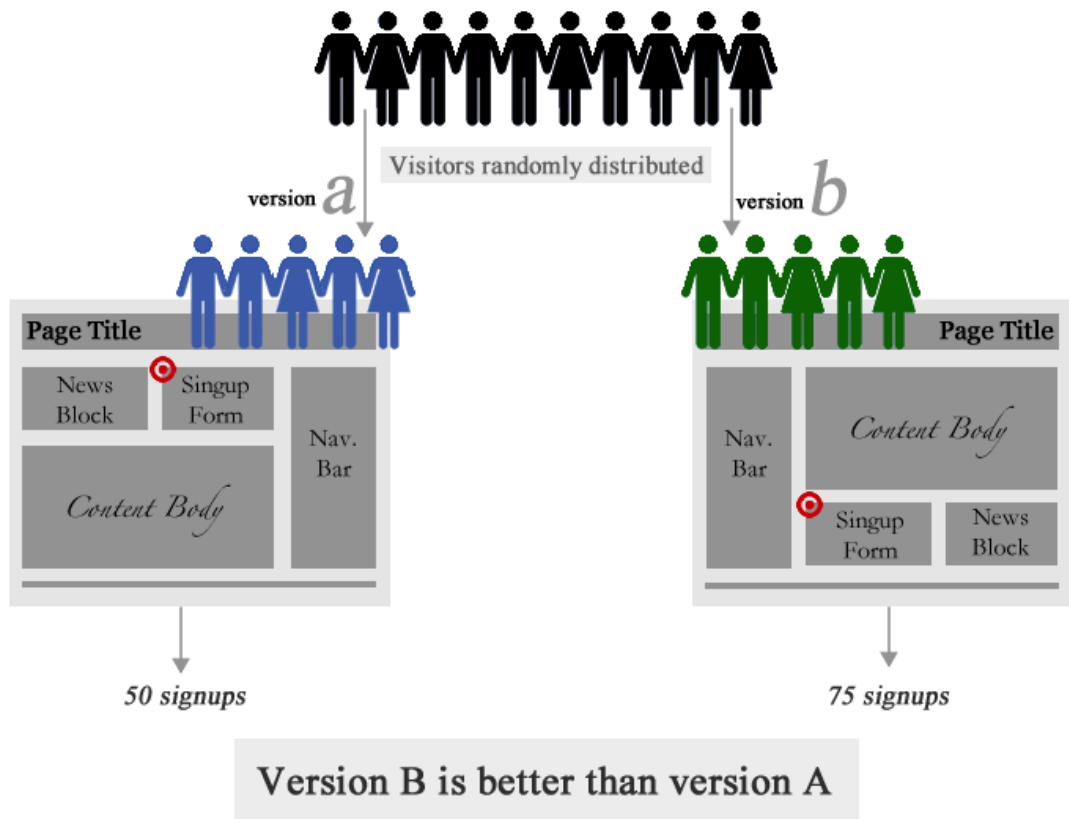 Visitors randomly distributed
version a
version b
Page Title
News
Block
Singup
Form
Nav.
Bar
Content Body
Page Title
Nav.
Bar
Content Body
Singup
Form
News
Block
50 signups
75 signups
Version B is better than version A